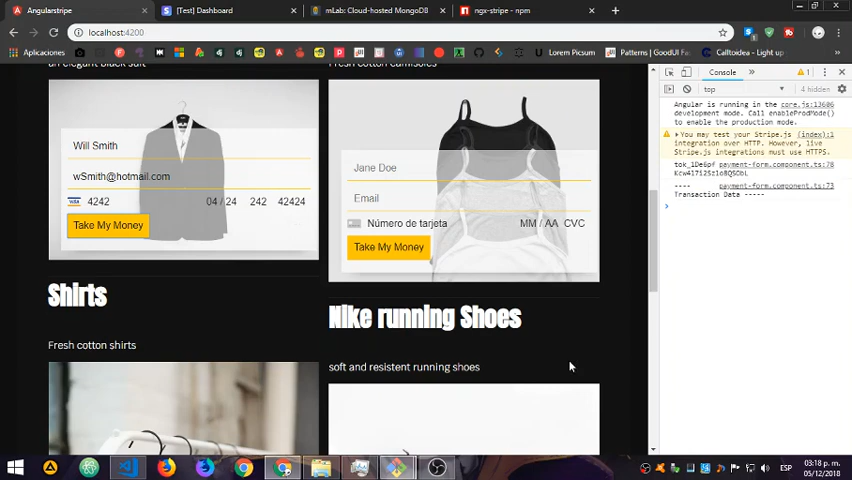 Angularstripe
[Test] Dashboard
mLab: Cloud-hosted MongoDB
ngx-stripe - npm
localhost:4200
Aplicaciones
Lorem Picsum
Patterns | GoodUI Fas
Calltoidea - Light up
Console
1
top
4 hidden
Angular is running in the core.js:13606
development mode. Call enableProdMode()
to enable the production mode.
You may test your Stripe.js (index):1
integration over HTTP. However, live
Stripe.js integrations must use HTTPS.
payment-form.component.ts:78
---- payment-form.component.ts:73
Transaction Data -----
an elegant black suit
Will Smith
wSmith@hotmail.com
VISA 4242 04 / 24 242 42424
Take My Money
Fresh cotton camisoles
Jane Doe
Email
Número de tarjeta MM / AA CVC
Take My Money
Shirts
Fresh cotton shirts
Nike running Shoes
soft and resistent running shoes
ESP
03:18 p. m.
05/12/2018